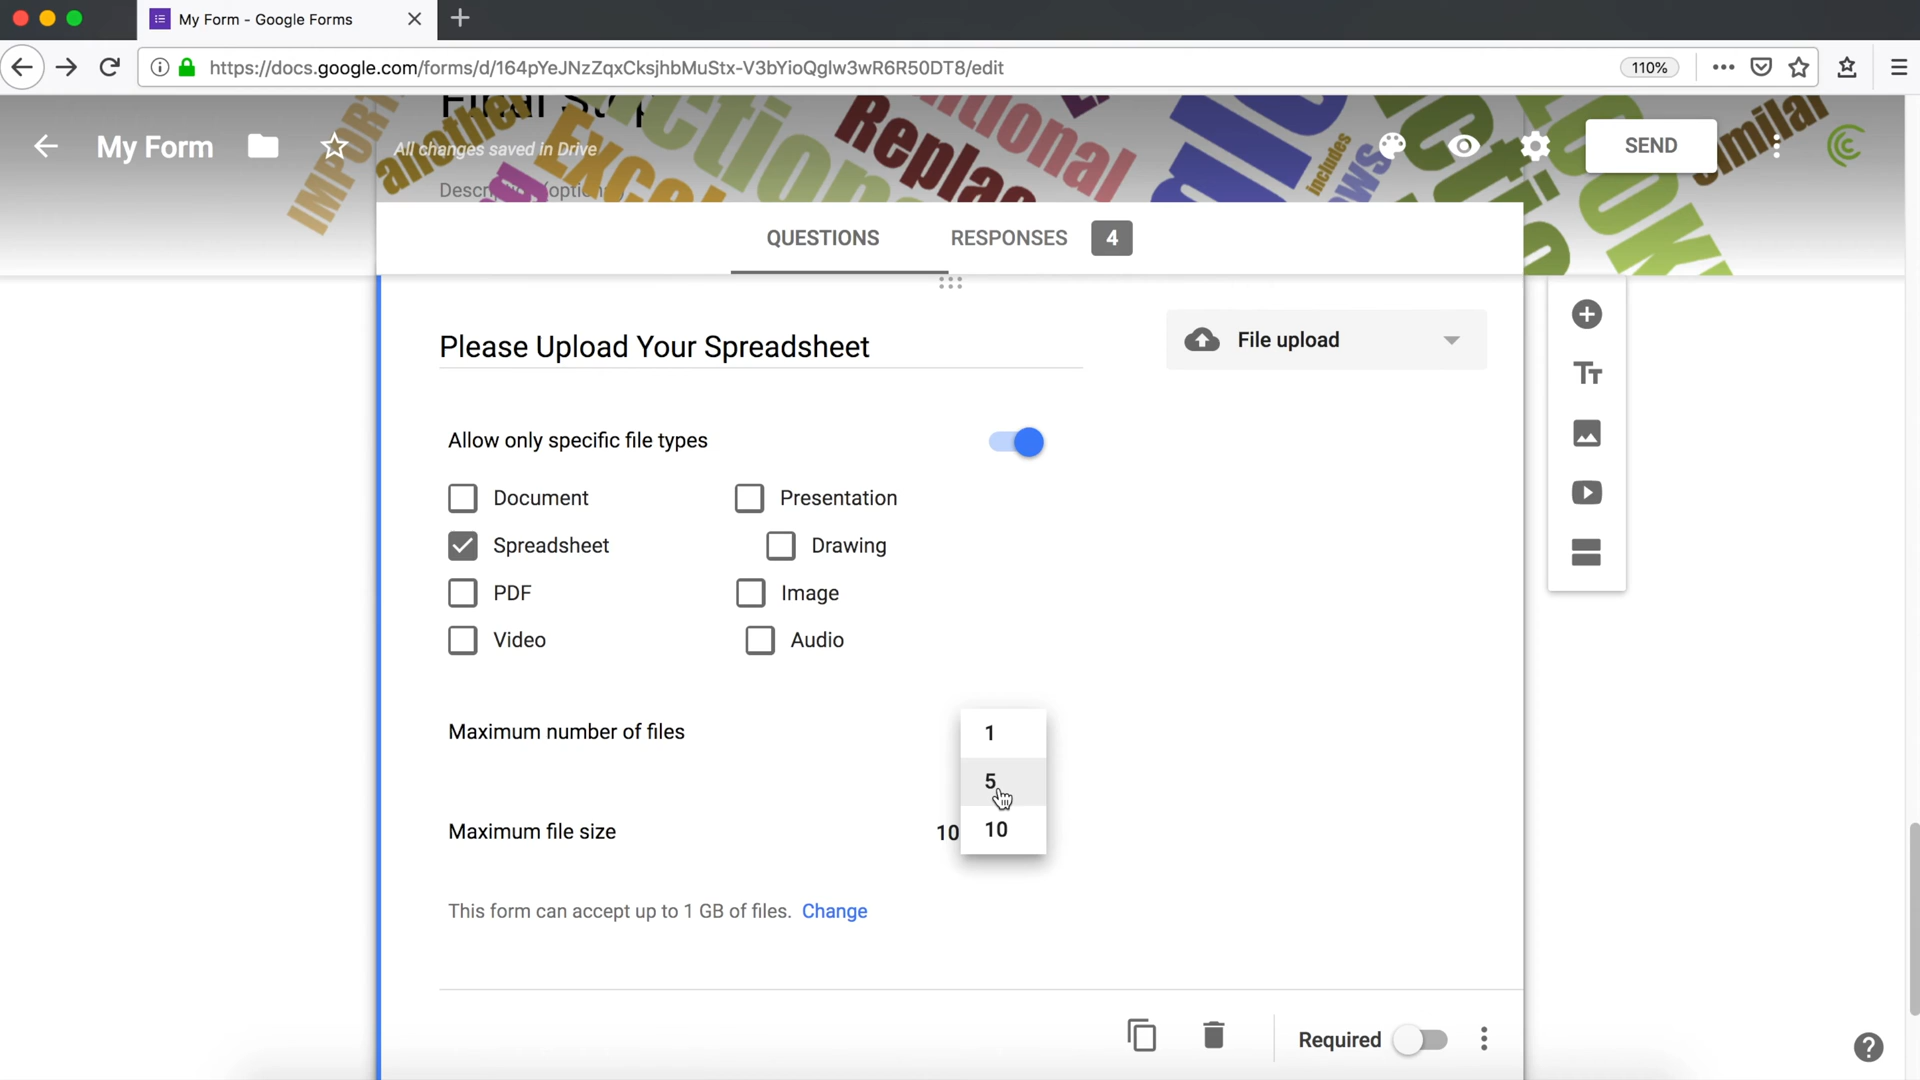 My Form - Google Forms
https://docs.google.com/forms/d/164pYeJNzZqxCksjhbMuStx-V3bYioQglw3wR6R50DT8/edit
110%
My Form
All changes saved in Drive
another
Excel
Replac
includes
SEND
QUESTIONS
RESPONSES 4
Please Upload Your Spreadsheet
File upload
Allow only specific file types
Document
Presentation
Spreadsheet
Drawing
PDF
Image
Video
Audio
Maximum number of files
1
5
10
Maximum file size
10
This form can accept up to 1 GB of files. Change
Required